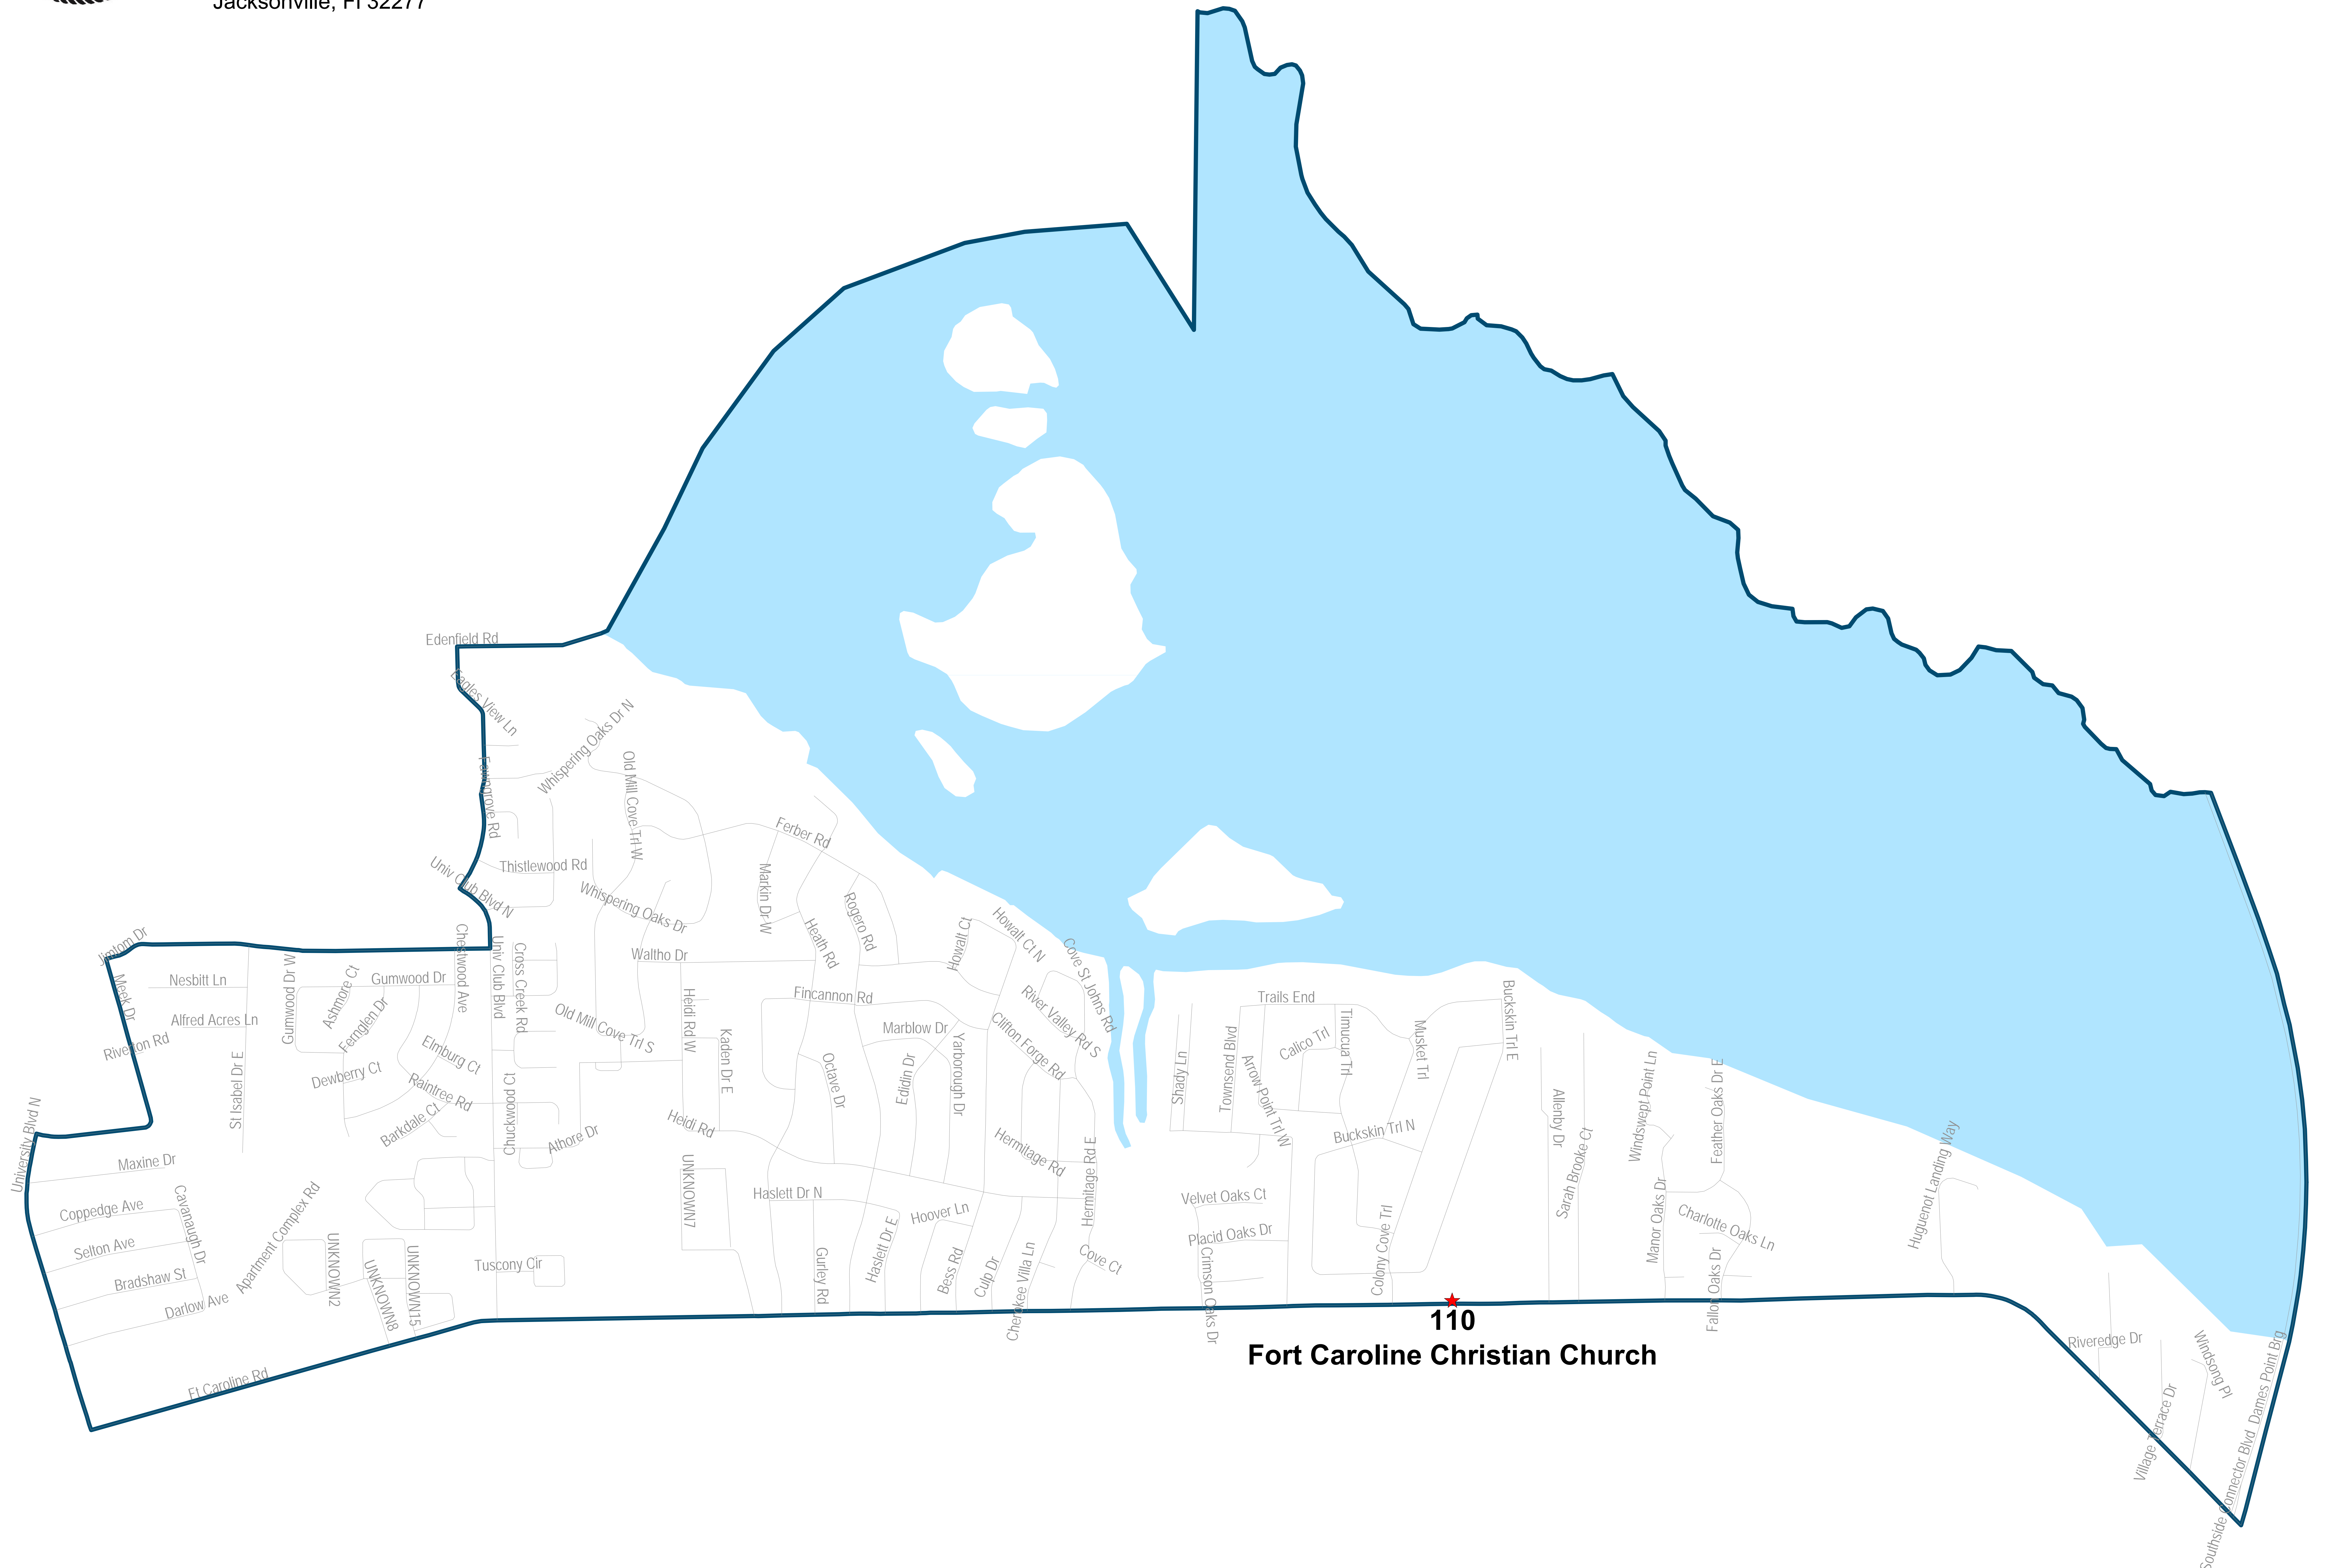 Jacksonville, Fl 32277
Edenfield Rd
Eagles View Ln
Whispering Oaks Dr N
Fawngrove Rd
Old Mill Cove Trl W
Ferber Rd
Thistlewood Rd
Univ Club Blvd N
Whispering Oaks Dr
Markin Dr W
Rogero Rd
Heath Rd
Howalt Ct
Howalt Ct N
Cove St Johns Rd
Jimtom Dr
Meek Dr
Nesbitt Ln
Gumwood Dr W
Ashmore Ct
Gumwood Dr
Chestwood Ave
Univ Club Blvd
Cross Creek Rd
Waltho Dr
Heidi Rd W
Fincannon Rd
River Valley Rd S
Alfred Acres Ln
Fernglen Dr
Old Mill Cove Trl S
Marblow Dr
Clifton Forge Rd
Riverton Rd
Elmburg Ct
Kaden Dr E
Yarborough Dr
Dewberry Ct
Raintree Rd
Octave Dr
Edidin Dr
St Isabel Dr E
Barkdale Ct
Chuckwood Ct
Alhore Dr
Heidi Rd
Hermitage Rd
Hermitage Rd E
Trails End
Buckskin Trl E
Shady Ln
Townsend Blvd
Arrow Point Trl W
Calico Trl
Timucua Trl
Musket Trl
Buckskin Trl N
Allenby Dr
Sarah Brooke Ct
Windswept Point Ln
Feather Oaks Dr E
Huguenot Landing Way
University Blvd N
Maxine Dr
Coppedge Ave
Cavanaugh Dr
Selton Ave
Bradshaw St
Darlow Ave
Apartment Complex Rd
UNKNOWN2
UNKNOWN8
UNKNOWN15
Tuscony Cir
UNKNOWN7
Haslett Dr N
Gurley Rd
Haslett Dr E
Hoover Ln
Bess Rd
Culp Dr
Cherokee Villa Ln
Cove Ct
Velvet Oaks Ct
Placid Oaks Dr
Crimson Oaks Dr
Colony Cove Trl
Manor Oaks Dr
Charlotte Oaks Ln
Fallon Oaks Dr
Ft Caroline Rd
110
Fort Caroline Christian Church
Riveredge Dr
Windsong Pl
Village Terrace Dr
Dames Point Brg
Southside Connector Blvd